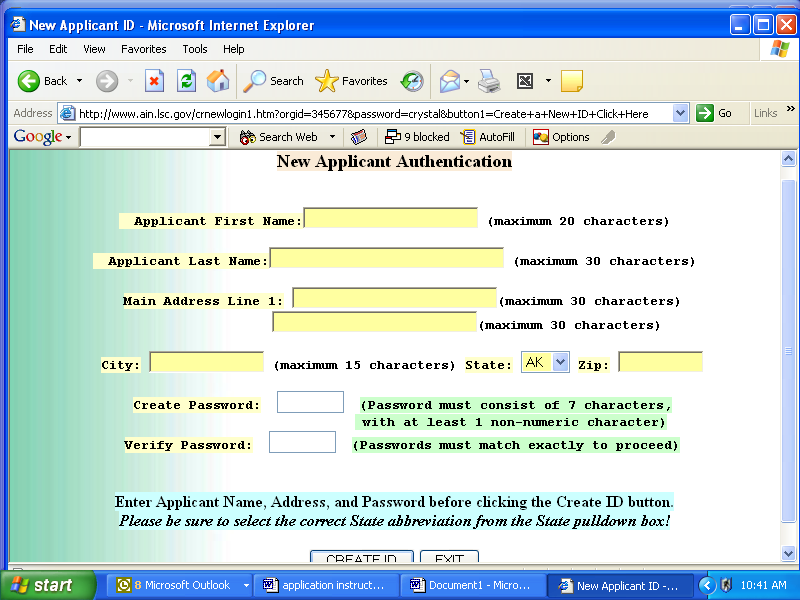 New Applicant ID - Microsoft Internet Explorer
File Edit View Favorites Tools Help
Back Search Favorites
Address http://www.ain.lsc.gov/crnewlogin1.htm?orgid=345677&password=crystal&button1=Create+a+New+ID+Click+Here Go Links »
Google Search Web 9 blocked AutoFill Options
New Applicant Authentication
Applicant First Name: (maximum 20 characters)
Applicant Last Name: (maximum 30 characters)
Main Address Line 1: (maximum 30 characters)
(maximum 30 characters)
City: (maximum 15 characters) State: AK Zip:
Create Password: (Password must consist of 7 characters,
with at least 1 non-numeric character)
Verify Password: (Passwords must match exactly to proceed)
Enter Applicant Name, Address, and Password before clicking the Create ID button.
Please be sure to select the correct State abbreviation from the State pulldown box!
CREATE ID EXIT
start 8 Microsoft Outlook application instruct... Document1 - Micro... New Applicant ID -... 10:41 AM